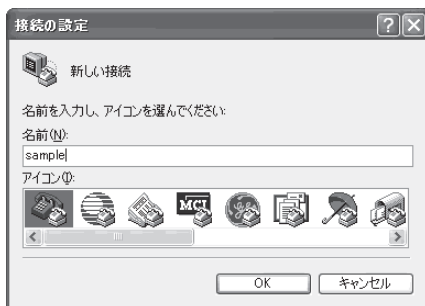 接続の設定
新しい接続
名前を入力し、アイコンを選んでください:
名前(N):
sample
アイコン(I):
MCI
OK
キャンセル